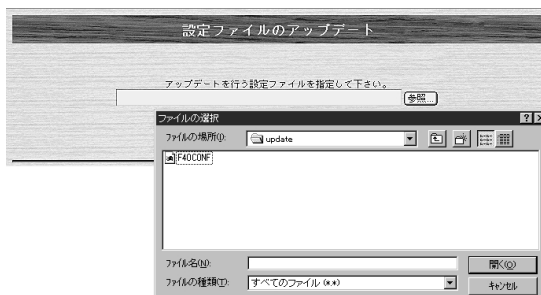 設定ファイルのアップデート
アップデートを行う設定ファイルを指定して下さい。
参照...
ファイルの選択
ファイルの場所(I):
update
F40CONF
ファイル名(N):
開く(O)
ファイルの種類(T):
すべてのファイル (*.*)
キャンセル